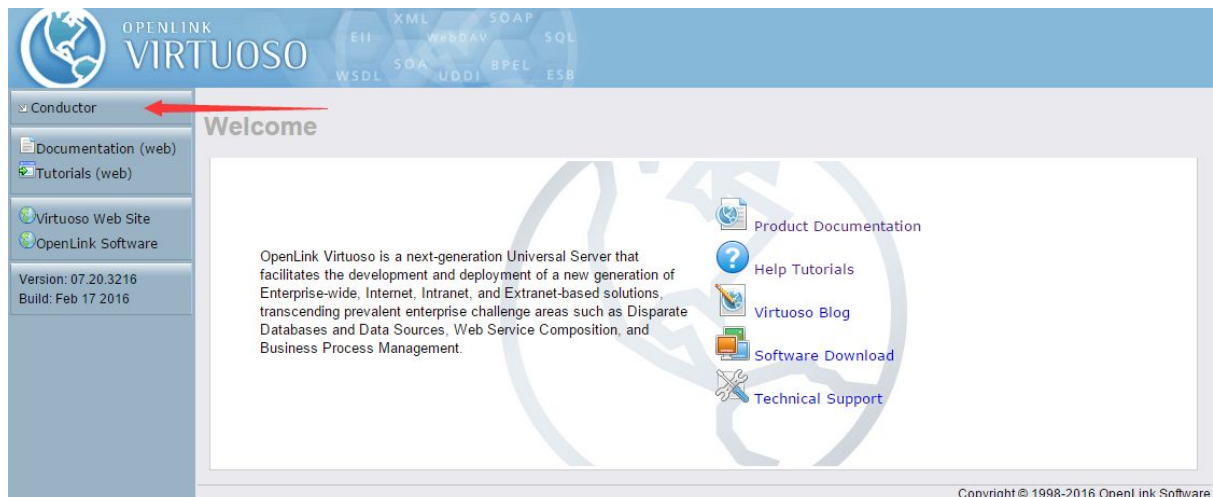 OPENLINK
VIRTUOSO
XML SOAP
EII WebDAV SQL
SOA BPEL
WSDL UDDI ESB
Conductor
Documentation (web)
Tutorials (web)
Virtuoso Web Site
OpenLink Software
Version: 07.20.3216
Build: Feb 17 2016
Welcome
OpenLink Virtuoso is a next-generation Universal Server that
facilitates the development and deployment of a new generation of
Enterprise-wide, Internet, Intranet, and Extranet-based solutions,
transcending prevalent enterprise challenge areas such as Disparate
Databases and Data Sources, Web Service Composition, and
Business Process Management.
Product Documentation
Help Tutorials
Virtuoso Blog
Software Download
Technical Support
Copyright © 1998-2016 OpenLink Software